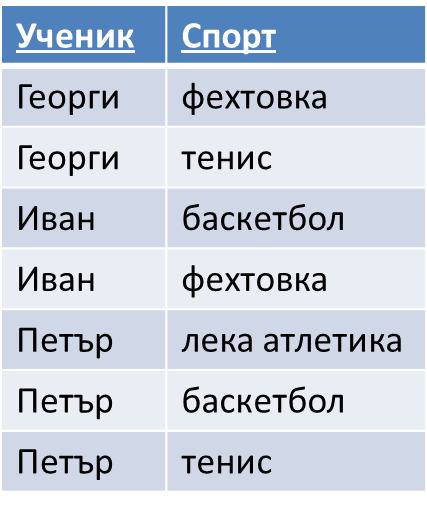 Ученик Спорт
Георги фехтовка
Георги тенис
Иван баскетбол
Иван фехтовка
Петър лека атлетика
Петър баскетбол
Петър тенис